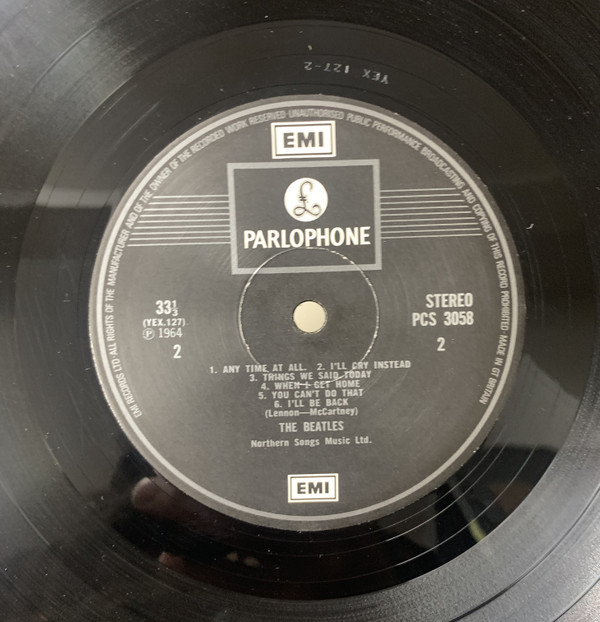 YEX 127-2
EMI RECORDS LTD·ALL RIGHTS OF THE MANUFACTURER AND OF THE OWNER OF THE RECORDED WORK RESERVED·UNAUTHORISED PUBLIC PERFORMANCE BROADCASTING AND COPYING OF THIS RECORD PROHIBITED·MADE IN GT BRITAIN
EMI
£
PARLOPHONE
33⅓
(YEX.127)
Ⓟ 1964
2
STEREO
PCS 3058
2
1. ANY TIME AT ALL. 2. I'LL CRY INSTEAD
3. THINGS WE SAID TODAY
4. WHEN I GET HOME
5. YOU CAN'T DO THAT
6. I'LL BE BACK
(Lennon—McCartney)
THE BEATLES
Northern Songs Music Ltd.
EMI